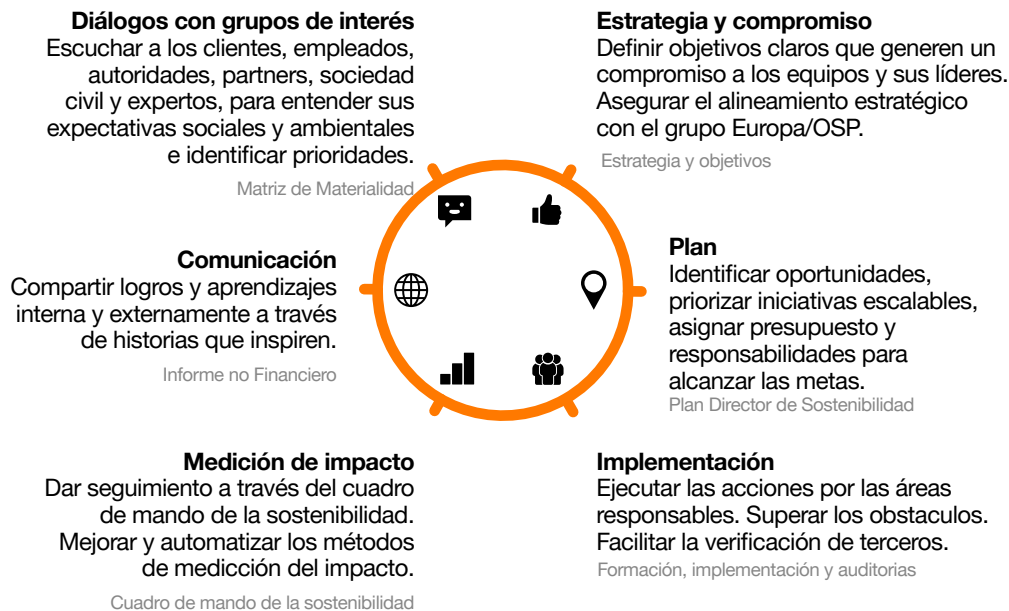 Diálogos con grupos de interés
Escuchar a los clientes, empleados,
autoridades, partners, sociedad
civil y expertos, para entender sus
expectativas sociales y ambientales
e identificar prioridades.
Matriz de Materialidad
Estrategia y compromiso
Definir objetivos claros que generen un
compromiso a los equipos y sus líderes.
Asegurar el alineamiento estratégico
con el grupo Europa/OSP.
Estrategia y objetivos
Comunicación
Compartir logros y aprendizajes
interna y externamente a través
de historias que inspiren.
Informe no Financiero
Plan
Identificar oportunidades,
priorizar iniciativas escalables,
asignar presupuesto y
responsabilidades para
alcanzar las metas.
Plan Director de Sostenibilidad
Medición de impacto
Dar seguimiento a través del cuadro
de mando de la sostenibilidad.
Mejorar y automatizar los métodos
de medicción del impacto.
Cuadro de mando de la sostenibilidad
Implementación
Ejecutar las acciones por las áreas
responsables. Superar los obstaculos.
Facilitar la verificación de terceros.
Formación, implementación y auditorias